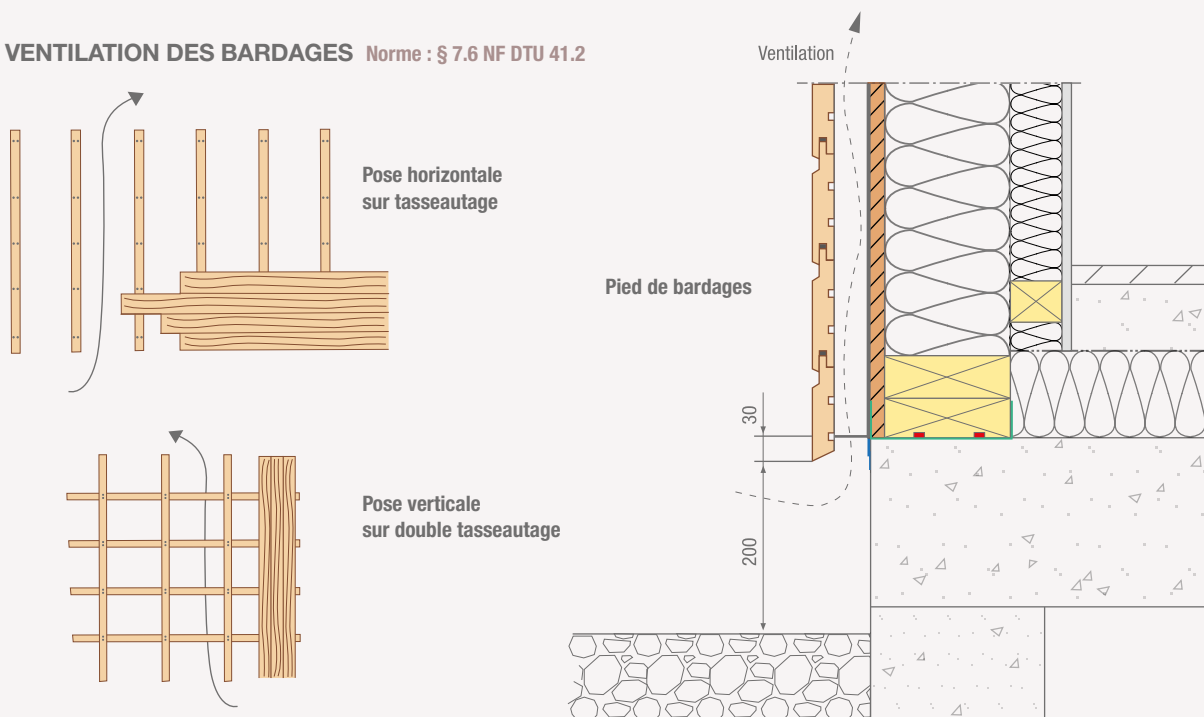 VENTILATION DES BARDAGES Norme : § 7.6 NF DTU 41.2
Pose horizontale
sur tasseautage
Pose verticale
sur double tasseautage
Ventilation
Pied de bardages
30
200